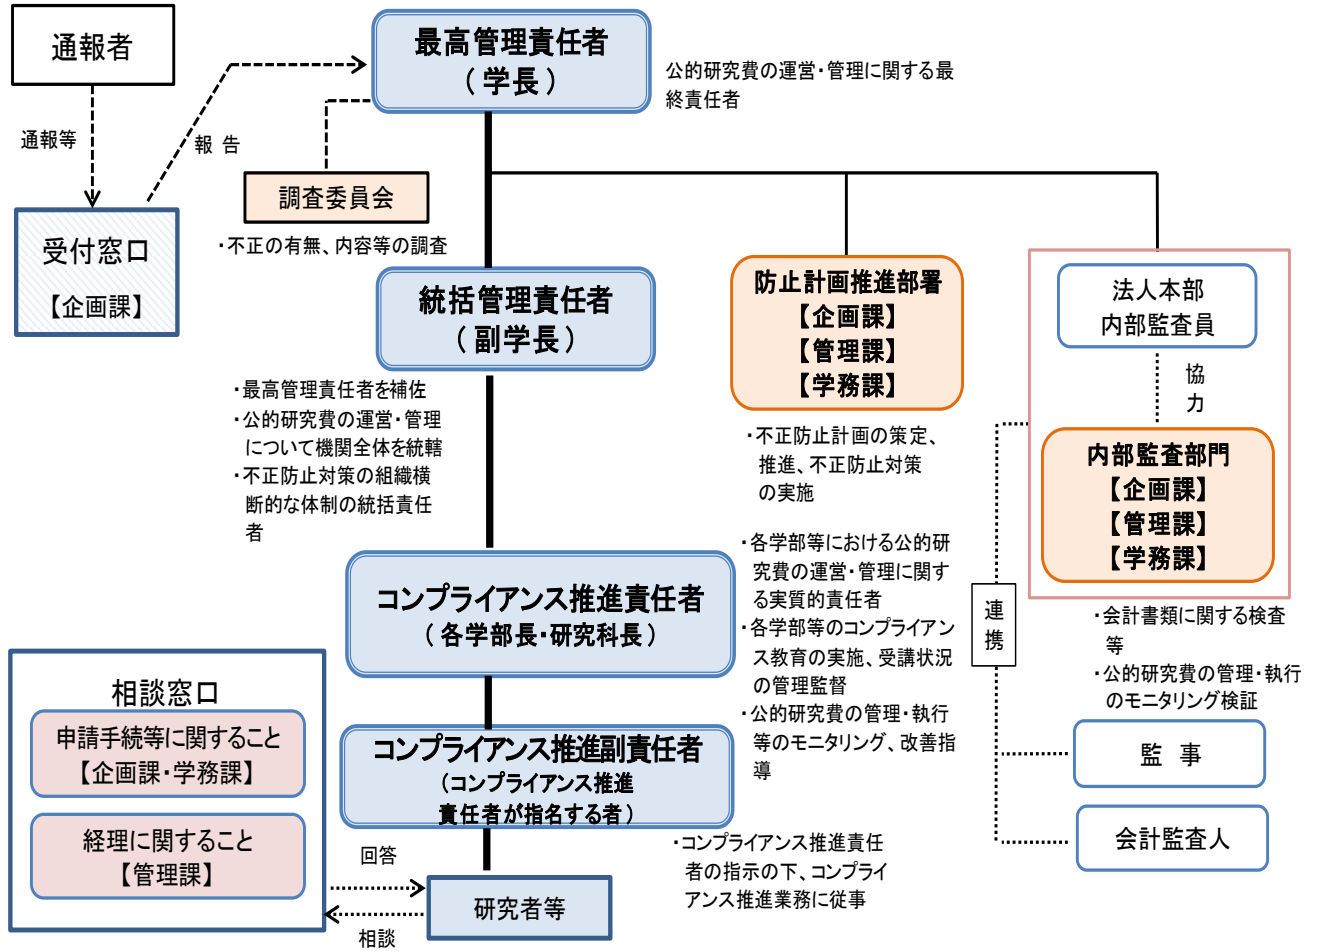 通報者
最高管理責任者
（ 学長 ）
公的研究費の運営・管理に関する最
終責任者
通報等
報 告
調査委員会
・不正の有無、内容等の調査
受付窓口
【企画課】
統括管理責任者
（ 副学長 ）
・最高管理責任者を補佐
・公的研究費の運営・管理
について機関全体を統轄
・不正防止対策の組織横
断的な体制の統括責任
者
防止計画推進部署
【企画課】
【管理課】
【学務課】
・不正防止計画の策定、
推進、不正防止対策
の実施
法人本部
内部監査員
協
力
内部監査部門
【企画課】
【管理課】
【学務課】
・会計書類に関する検査
等
・公的研究費の管理・執行
のモニタリング検証
連
携
監 事
会計監査人
コンプライアンス推進責任者
（ 各学部長・研究科長 ）
・各学部等における公的研
究費の運営・管理に関す
る実質的責任者
・各学部等のコンプライアン
ス教育の実施、受講状況
の管理監督
・公的研究費の管理・執行
等のモニタリング、改善指
導
コンプライアンス推進副責任者
（コンプライアンス推進
責任者が指名する者）
・コンプライアンス推進責任
者の指示の下、コンプライ
アンス推進業務に従事
相談窓口
申請手続等に関すること
【企画課・学務課】
経理に関すること
【管理課】
回答
相談
研究者等